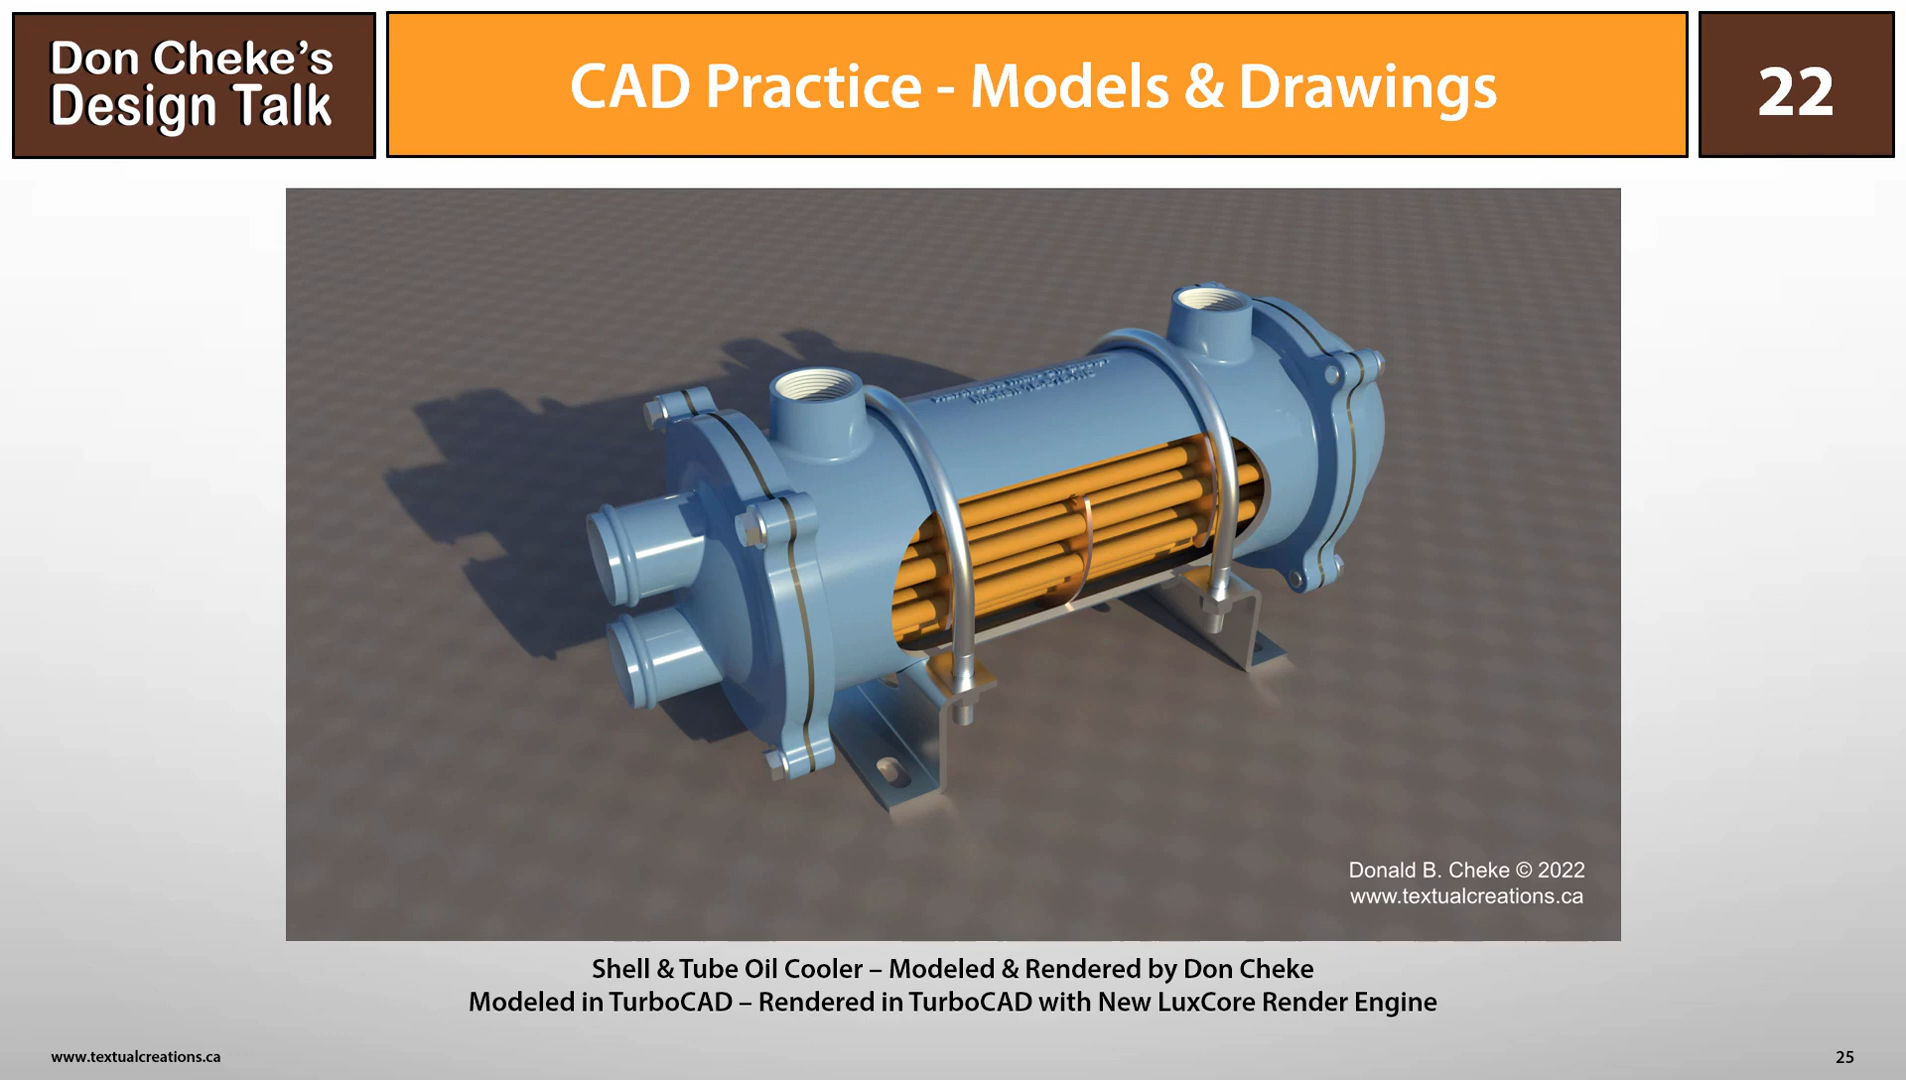 Don Cheke's
Design Talk
CAD Practice - Models & Drawings
22
Donald B. Cheke © 2022
www.textualcreations.ca
Shell & Tube Oil Cooler – Modeled & Rendered by Don Cheke
Modeled in TurboCAD – Rendered in TurboCAD with New LuxCore Render Engine
www.textualcreations.ca
25